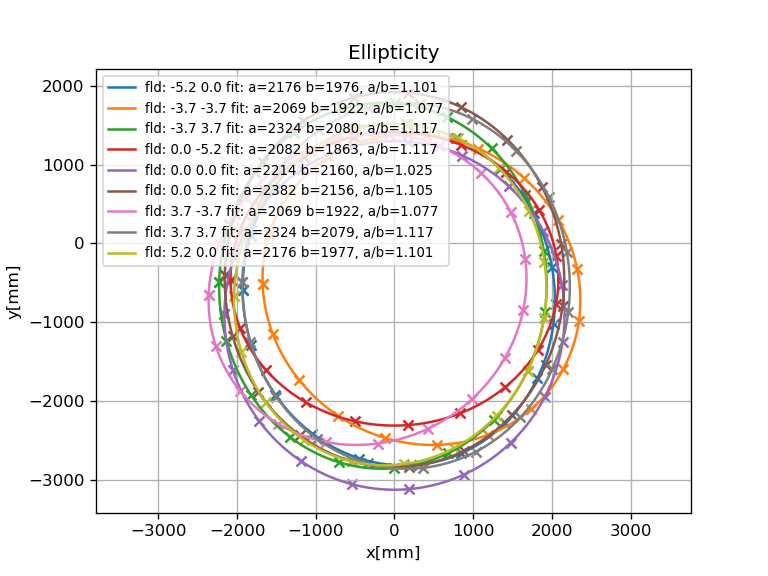 Ellipticity
fld: -5.2 0.0 fit: a=2176 b=1976, a/b=1.101
fld: -3.7 -3.7 fit: a=2069 b=1922, a/b=1.077
fld: -3.7 3.7 fit: a=2324 b=2080, a/b=1.117
fld: 0.0 -5.2 fit: a=2082 b=1863, a/b=1.117
fld: 0.0 0.0 fit: a=2214 b=2160, a/b=1.025
fld: 0.0 5.2 fit: a=2382 b=2156, a/b=1.105
fld: 3.7 -3.7 fit: a=2069 b=1922, a/b=1.077
fld: 3.7 3.7 fit: a=2324 b=2079, a/b=1.117
fld: 5.2 0.0 fit: a=2176 b=1977, a/b=1.101
2000
1000
0
−1000
−2000
−3000
y[mm]
−3000 −2000 −1000 0 1000 2000 3000
x[mm]